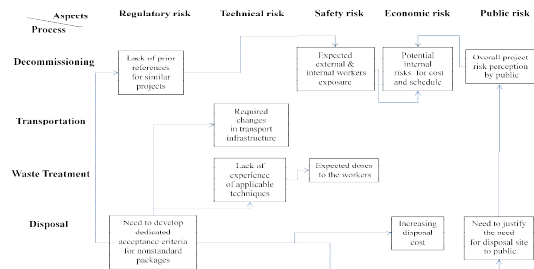 Aspects
Process
Regulatory risk
Technical risk
Safety risk
Economic risk
Public risk
Decommissioning
Lack of prior
references
for similar
projects
Expected
external &
internal workers
exposure
Potential
internal
risks for cost
and schedule
Overall project
risk perception
by public
Transportation
Required
changes
in transport
infrastructure
Waste Treatment
Lack of
experience
of applicable
techniques
Expected doses
to the workers
Disposal
Need to develop
dedicated
acceptance criteria
for nonstandard
packages
Increasing
disposal
cost
Need to justify
the need
for disposal site
to public